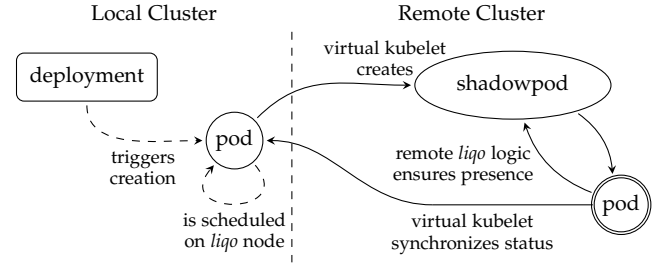 Local Cluster
Remote Cluster
deployment
virtual kubelet
creates
shadowpod
pod
triggers
creation
remote liqo logic
ensures presence
is scheduled
on liqo node
pod
virtual kubelet
synchronizes status